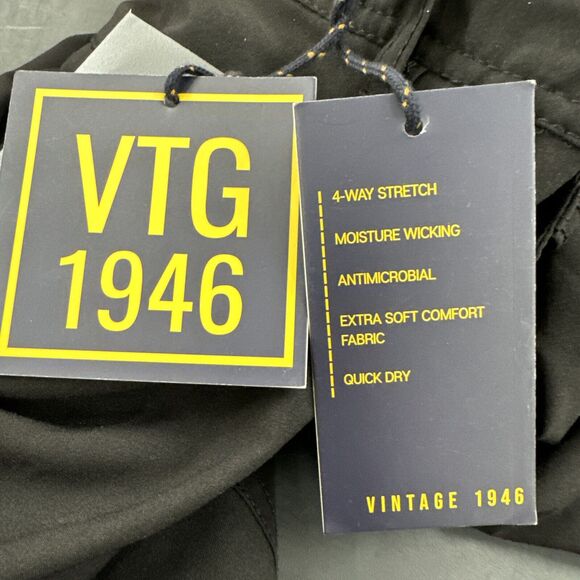 VTG
1946
4-WAY STRETCH
MOISTURE WICKING
ANTIMICROBIAL
EXTRA SOFT COMFORT
FABRIC
QUICK DRY
VINTAGE 1946